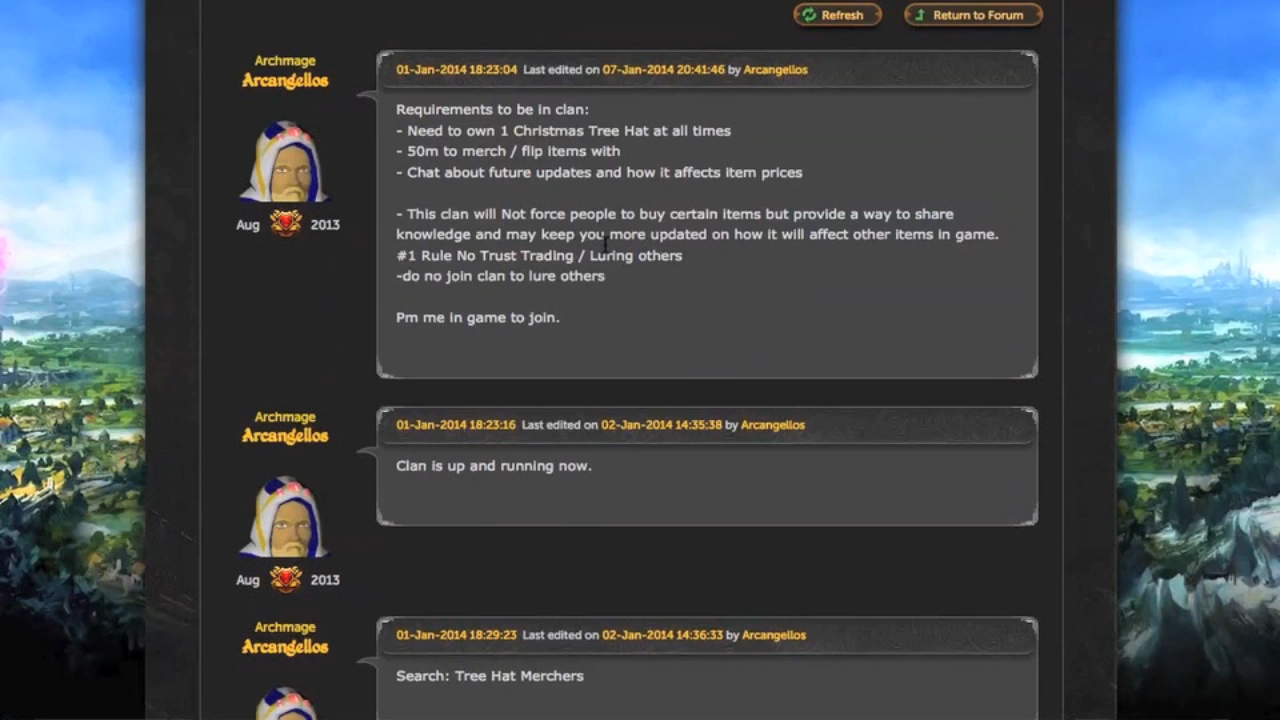 Refresh
Return to Forum
Archmage
Arcangellos
Aug 2013
01-Jan-2014 18:23:04 Last edited on 07-Jan-2014 20:41:46 by Arcangellos
Requirements to be in clan:
- Need to own 1 Christmas Tree Hat at all times
- 50m to merch / flip items with
- Chat about future updates and how it affects item prices
- This clan will Not force people to buy certain items but provide a way to share
knowledge and may keep you more updated on how it will affect other items in game.
#1 Rule No Trust Trading / Luring others
-do no join clan to lure others
Pm me in game to join.
Archmage
Arcangellos
Aug 2013
01-Jan-2014 18:23:16 Last edited on 02-Jan-2014 14:35:38 by Arcangellos
Clan is up and running now.
Archmage
Arcangellos
01-Jan-2014 18:29:23 Last edited on 02-Jan-2014 14:36:33 by Arcangellos
Search: Tree Hat Merchers